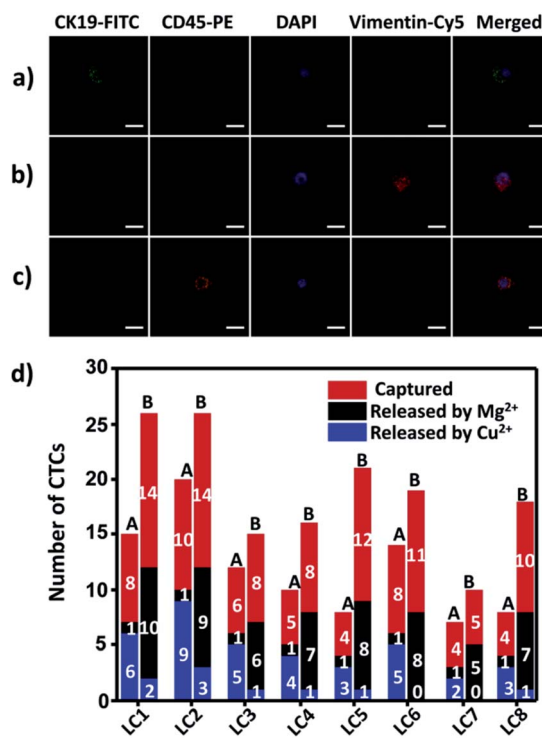 CK19-FITC CD45-PE DAPI Vimentin-Cy5 Merged
a)
b)
c)
d)
30
25
20
15
10
5
0
Number of CTCs
Captured
Released by Mg²⁺
Released by Cu²⁺
A B A B A B A B A B A B A B A B
8 14 10 14 6 8 5 8 4 12 8 11 4 5 4 10
1 10 1 9 1 6 1 7 1 8 1 8 1 5 1 7
6 2 9 3 5 1 4 1 3 1 5 0 2 0 3 1
LC1 LC2 LC3 LC4 LC5 LC6 LC7 LC8